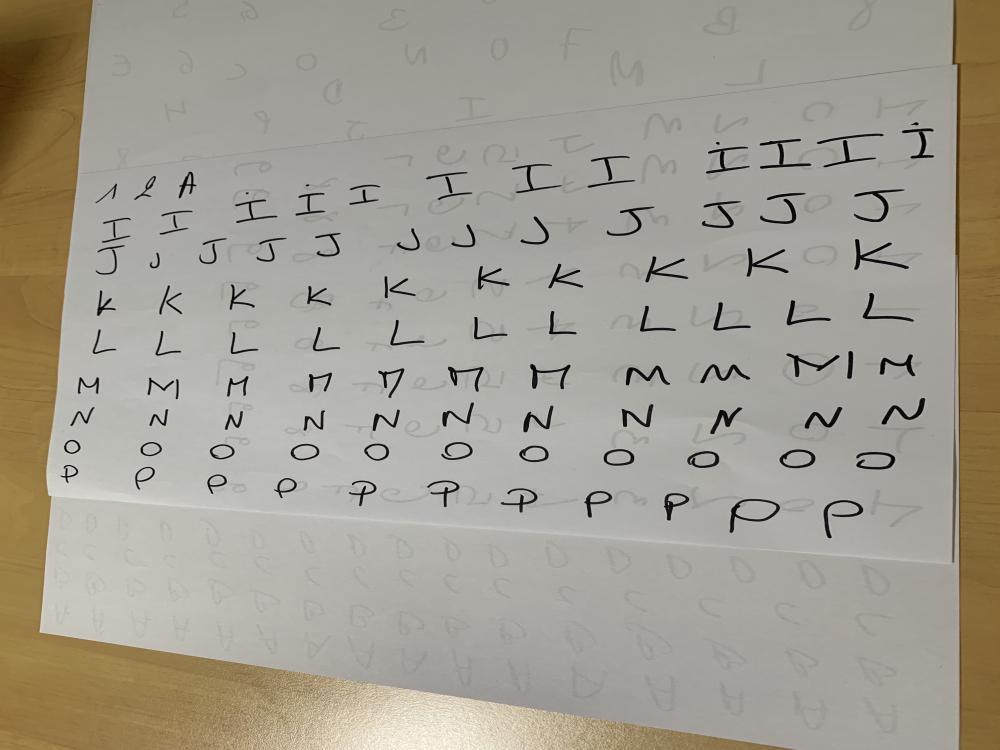 1 2 A
I I İ İ I I I I İ I I İ
J J J J J J J J J J J J
K K K K K K K K K K
L L L L L L L L L L L
M M M M M M M M M M M
N N N N N N N N N N N
O O O O O O O O O O O
P P P P P P P P P P P